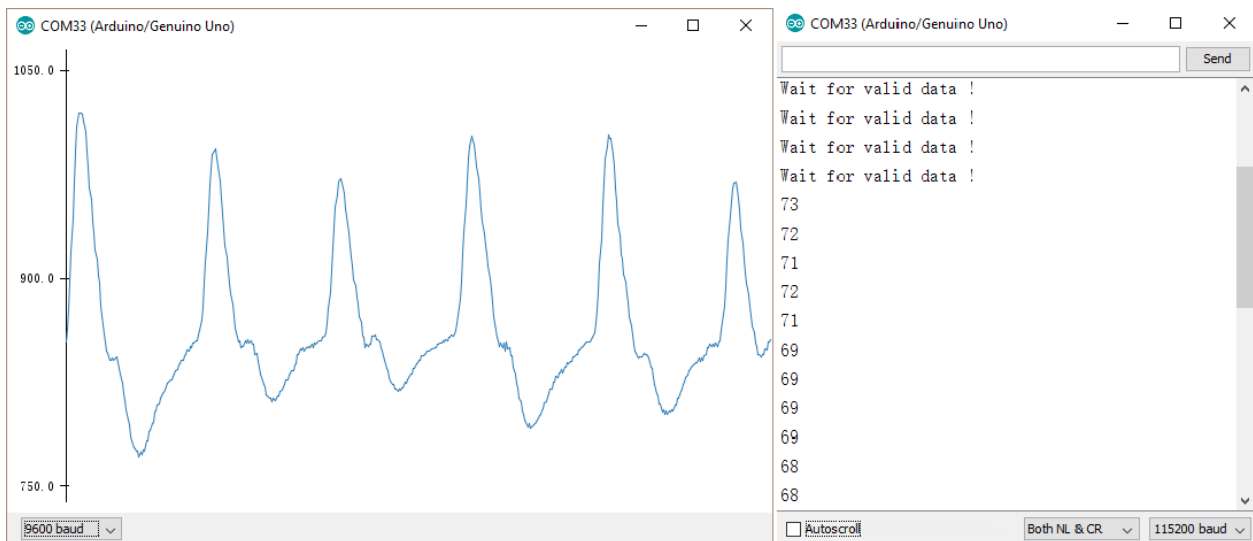 COM33 (Arduino/Genuino Uno)
1050.0
900.0
750.0
9600 baud
COM33 (Arduino/Genuino Uno)
Send
Wait for valid data !
Wait for valid data !
Wait for valid data !
Wait for valid data !
73
72
71
72
71
69
69
69
69
68
68
Autoscroll
Both NL & CR
115200 baud